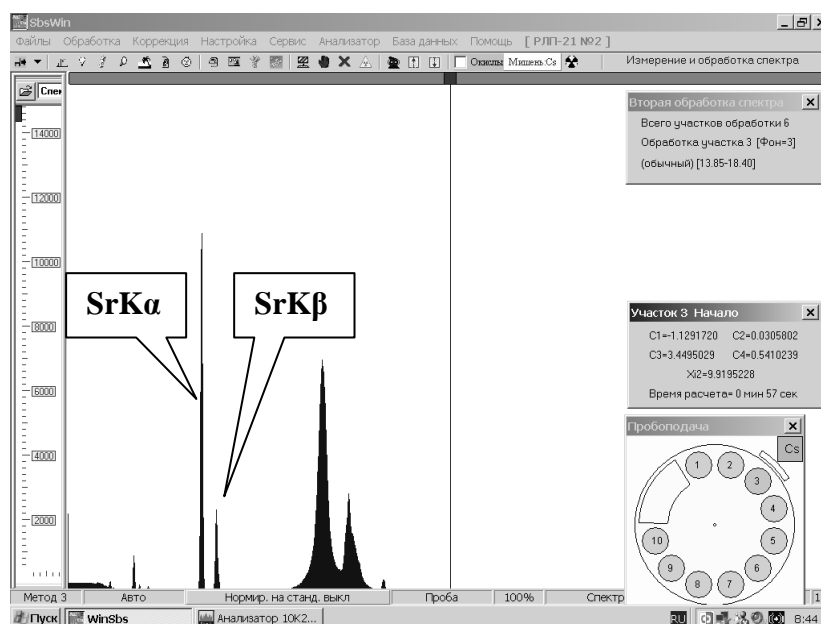 SbsWin
Файлы Обработка Коррекция Настройка Сервис Анализатор База данных Помощь [ РЛП-21 №2 ]
Окислы Мишень:Cs Измерение и обработка спектра
14000
12000
10000
8000
6000
4000
2000
SrKα
SrKβ
Вторая обработка спектра
Всего участков обработки 6
Обработка участка 3 [Фон=3]
(обычный) [13.85-18.40]
Участок 3 Начало
C1=-1.1291720 C2=0.0305802
C3=3.4495029 C4=0.5410239
Xi2=9.9195228
Время расчета= 0 мин 57 сек
Пробоподача
Cs
1
2
3
4
5
6
7
8
9
10
Метод 3 Авто Нормир. на станд. выкл Проба 100% Спектр
Пуск WinSbs Анализатор 10К2... RU 8:44